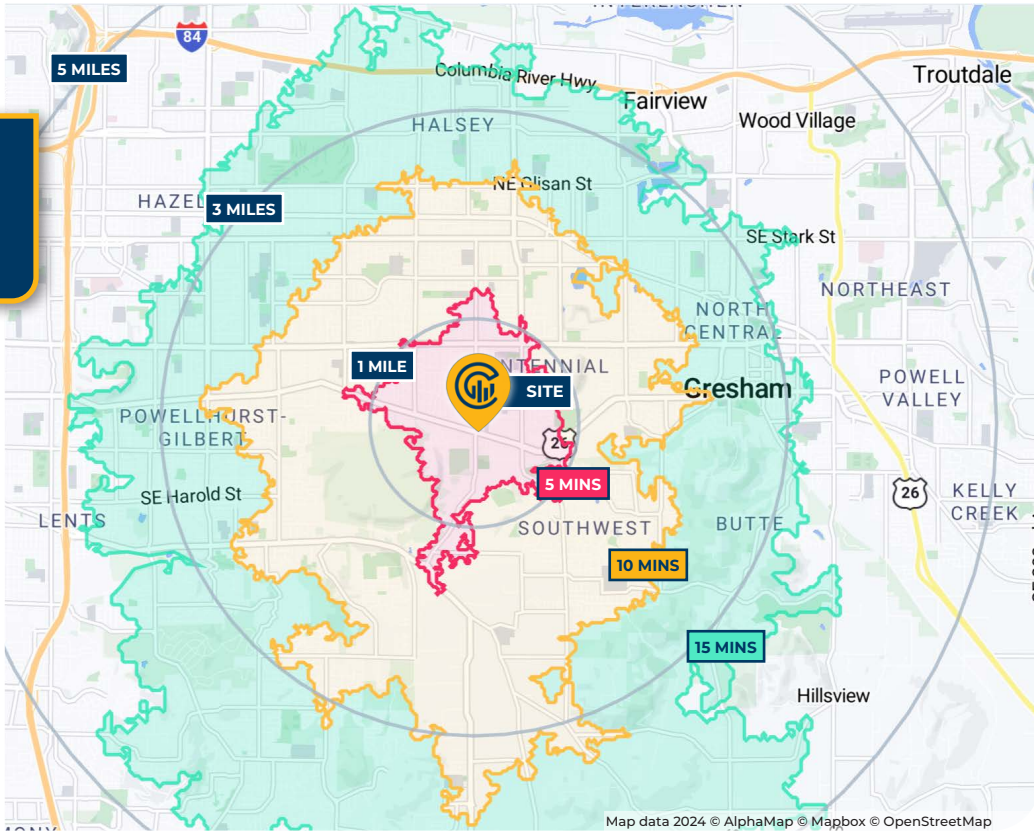 84
5 MILES
Columbia River Hwy
Troutdale
Fairview
Wood Village
HALSEY
NE Glisan St
3 MILES
SE Stark St
NORTHEAST
NORTH
CENTRAL
1 MILE
SITE
Gresham
POWELL
VALLEY
POWELLHURST-
GILBERT
26
5 MINS
SE Harold St
26
KELLY
CREEK
LENTS
SOUTHWEST
BUTTE
10 MINS
15 MINS
Hillsview
Map data 2024 © AlphaMap © Mapbox © OpenStreetMap